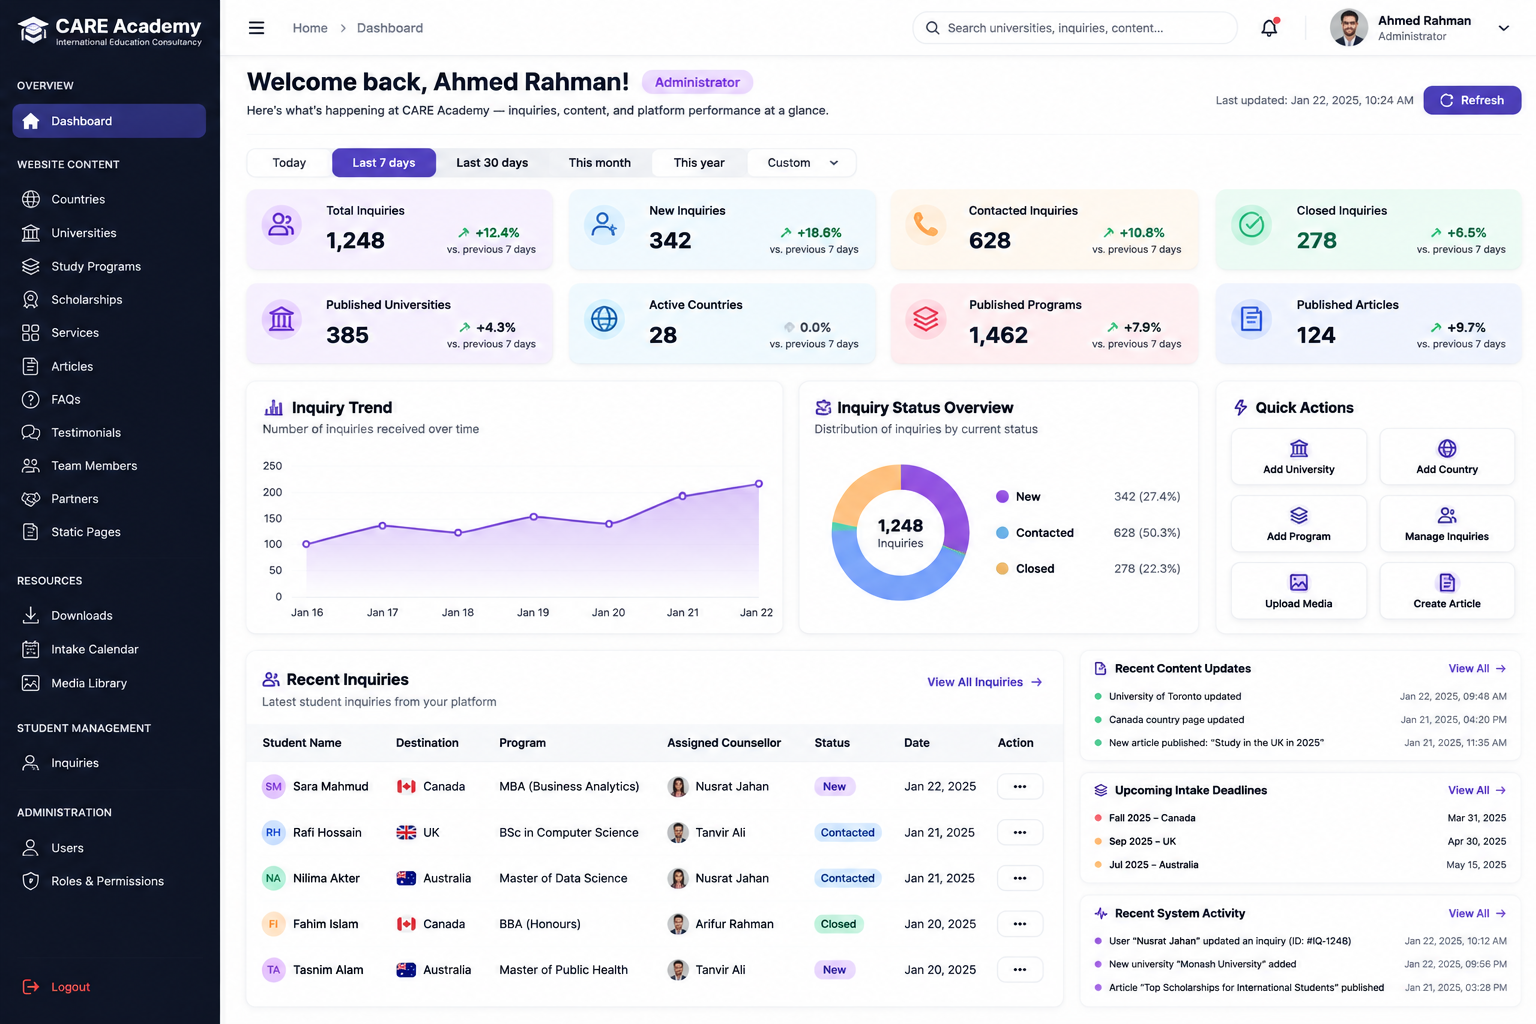 CARE Academy
International Education Consultancy
OVERVIEW
Dashboard
WEBSITE CONTENT
Countries
Universities
Study Programs
Scholarships
Services
Articles
FAQs
Testimonials
Team Members
Partners
Static Pages
RESOURCES
Downloads
Intake Calendar
Media Library
STUDENT MANAGEMENT
Inquiries
ADMINISTRATION
Users
Roles & Permissions
Logout
Home > Dashboard
Search universities, inquiries, content...
Ahmed Rahman
Administrator
Welcome back, Ahmed Rahman! Administrator
Here's what's happening at CARE Academy — inquiries, content, and platform performance at a glance.
Last updated: Jan 22, 2025, 10:24 AM Refresh
Today Last 7 days Last 30 days This month This year Custom
Total Inquiries
1,248 +12.4%
vs. previous 7 days
New Inquiries
342 +18.6%
vs. previous 7 days
Contacted Inquiries
628 +10.8%
vs. previous 7 days
Closed Inquiries
278 +6.5%
vs. previous 7 days
Published Universities
385 +4.3%
vs. previous 7 days
Active Countries
28 0.0%
vs. previous 7 days
Published Programs
1,462 +7.9%
vs. previous 7 days
Published Articles
124 +9.7%
vs. previous 7 days
Inquiry Trend
Number of inquiries received over time
250
200
150
100
50
0
Jan 16 Jan 17 Jan 18 Jan 19 Jan 20 Jan 21 Jan 22
Inquiry Status Overview
Distribution of inquiries by current status
1,248
Inquiries
New 342 (27.4%)
Contacted 628 (50.3%)
Closed 278 (22.3%)
Quick Actions
Add University Add Country
Add Program Manage Inquiries
Upload Media Create Article
Recent Inquiries
Latest student inquiries from your platform
View All Inquiries →
Student Name Destination Program Assigned Counsellor Status Date Action
SM Sara Mahmud Canada MBA (Business Analytics) Nusrat Jahan New Jan 22, 2025 •••
RH Rafi Hossain UK BSc in Computer Science Tanvir Ali Contacted Jan 21, 2025 •••
NA Nilima Akter Australia Master of Data Science Nusrat Jahan Contacted Jan 21, 2025 •••
FI Fahim Islam Canada BBA (Honours) Arifur Rahman Closed Jan 20, 2025 •••
TA Tasnim Alam Australia Master of Public Health Tanvir Ali New Jan 20, 2025 •••
Recent Content Updates View All →
University of Toronto updated Jan 22, 2025, 09:48 AM
Canada country page updated Jan 21, 2025, 04:20 PM
New article published: “Study in the UK in 2025” Jan 21, 2025, 11:35 AM
Upcoming Intake Deadlines View All →
Fall 2025 – Canada Mar 31, 2025
Sep 2025 – UK Apr 30, 2025
Jul 2025 – Australia May 15, 2025
Recent System Activity View All →
User “Nusrat Jahan” updated an inquiry (ID: #IQ-1248) Jan 22, 2025, 10:12 AM
New university “Monash University” added Jan 22, 2025, 09:56 PM
Article “Top Scholarships for International Students” published Jan 21, 2025, 03:28 PM